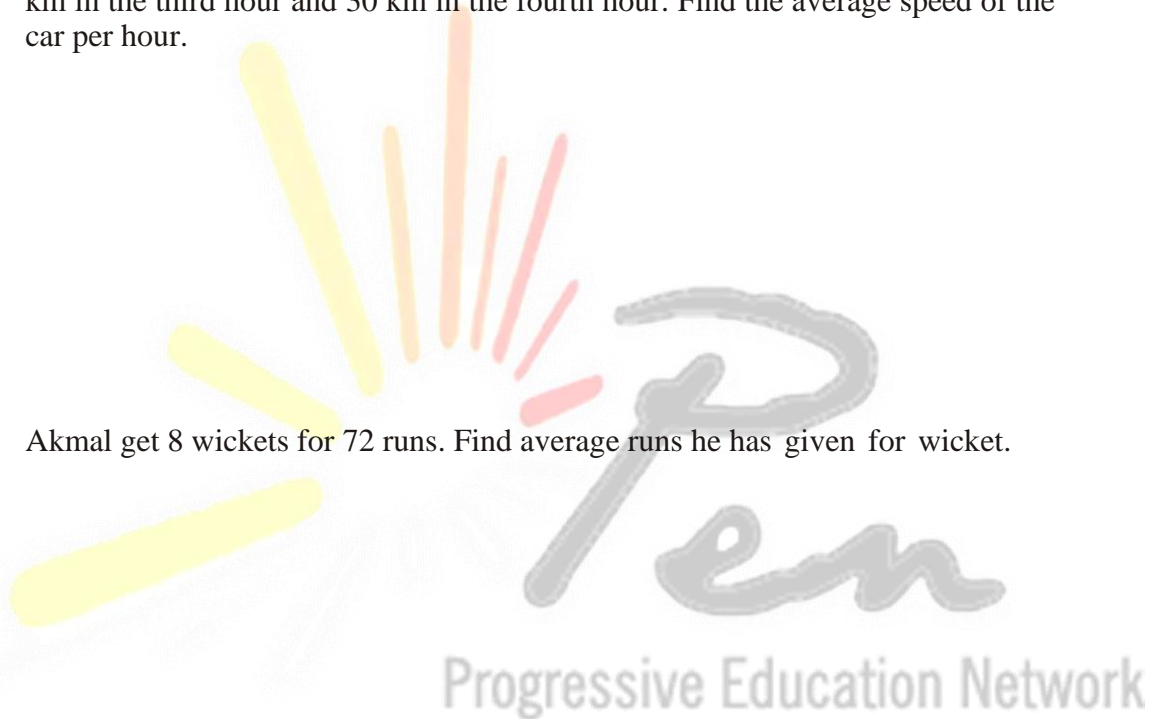 km in the third hour and 30 km in the fourth hour. Find the average speed of the
car per hour.
Akmal get 8 wickets for 72 runs. Find average runs he has given for wicket.
Pen
Progressive Education Network